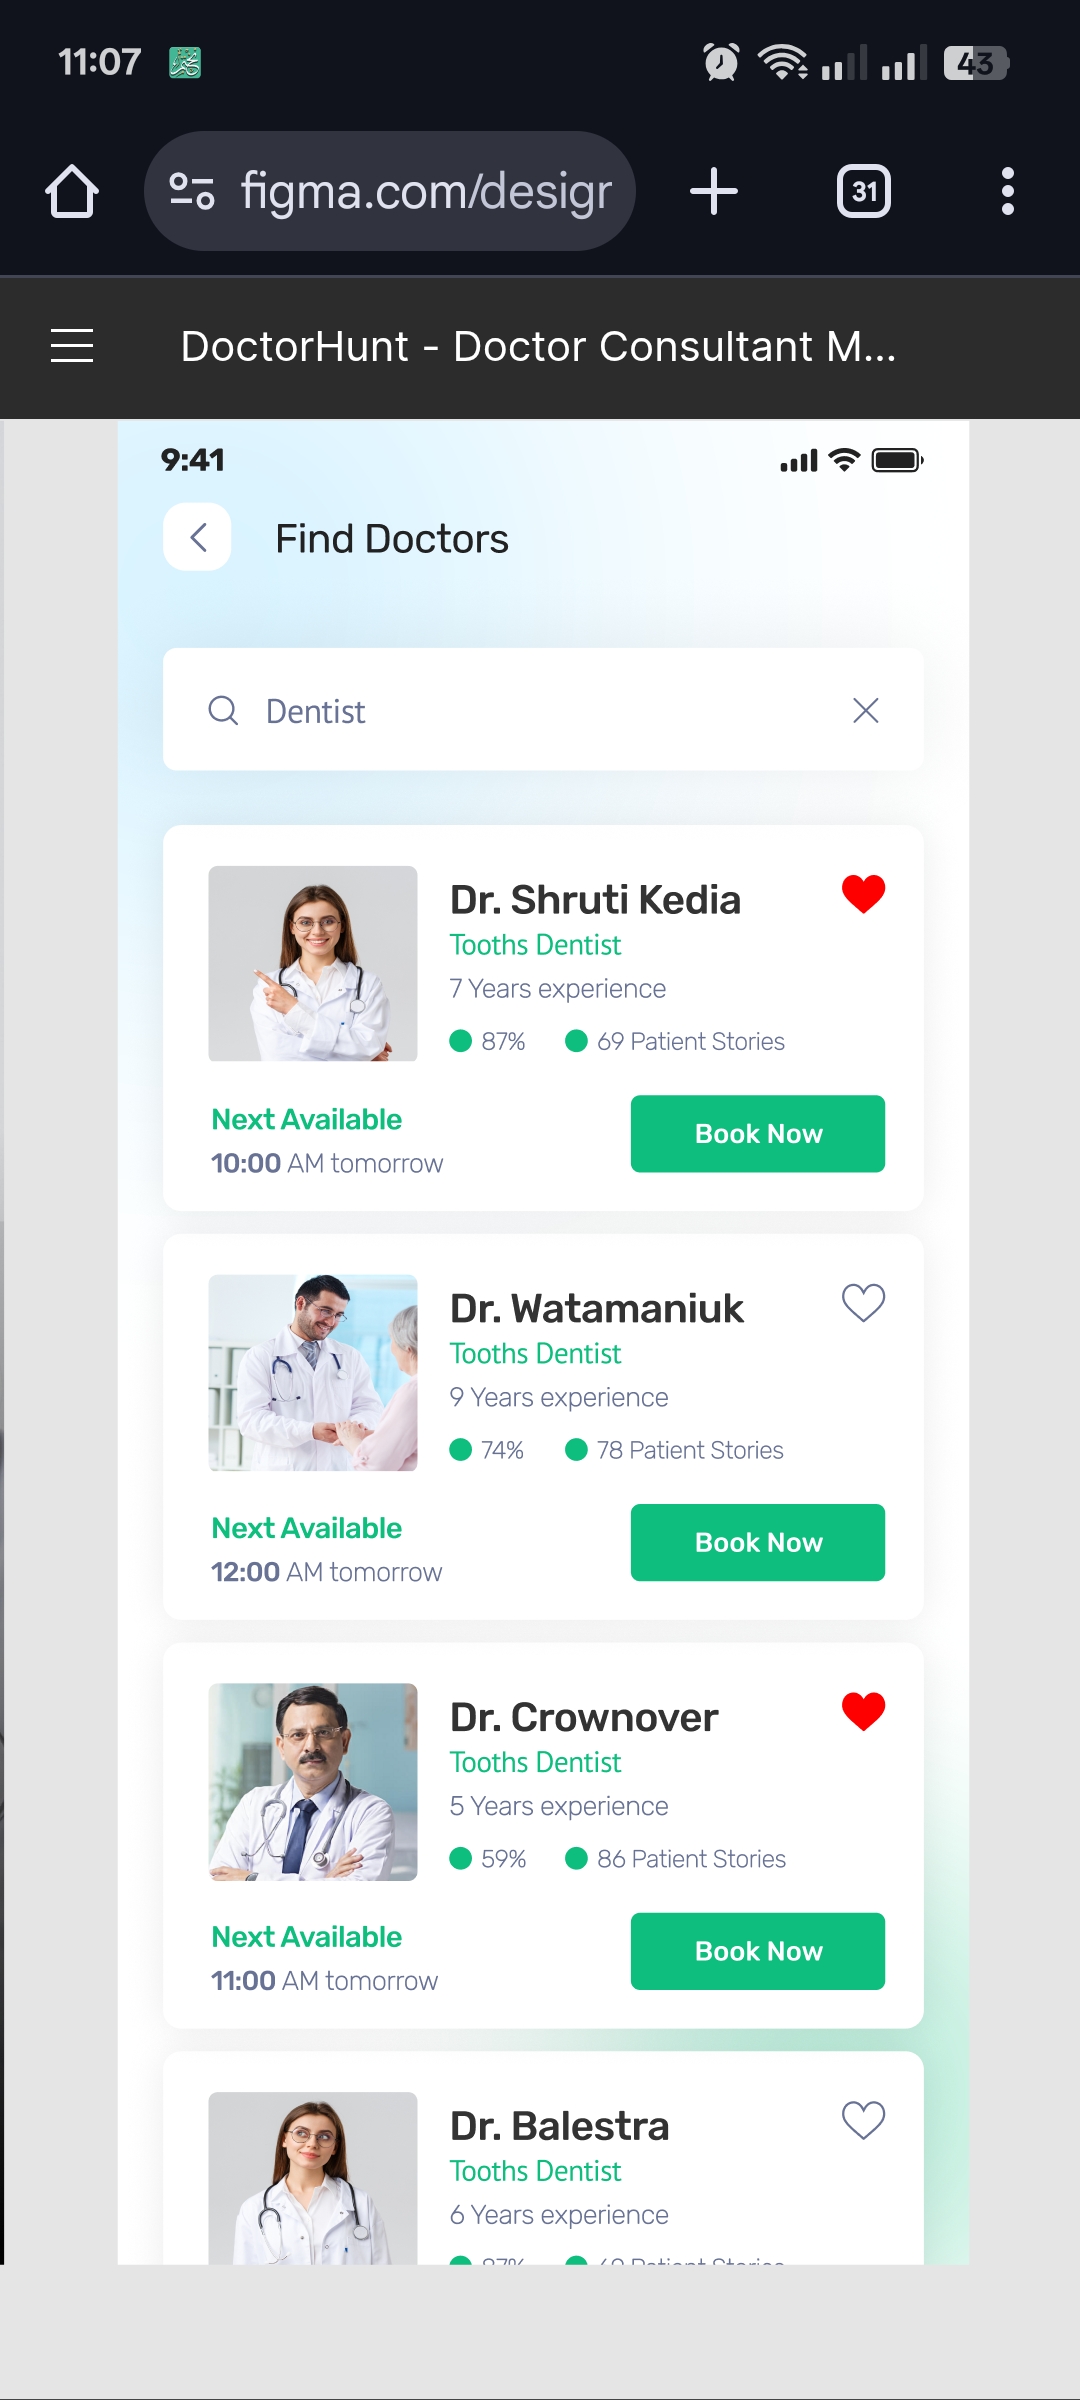 11:07
43
figma.com/desigr
31
DoctorHunt - Doctor Consultant M...
9:41
Find Doctors
Dentist
Dr. Shruti Kedia
Tooths Dentist
7 Years experience
87% 69 Patient Stories
Next Available
10:00 AM tomorrow
Book Now
Dr. Watamaniuk
Tooths Dentist
9 Years experience
74% 78 Patient Stories
Next Available
12:00 AM tomorrow
Book Now
Dr. Crownover
Tooths Dentist
5 Years experience
59% 86 Patient Stories
Next Available
11:00 AM tomorrow
Book Now
Dr. Balestra
Tooths Dentist
6 Years experience
Patient Stories